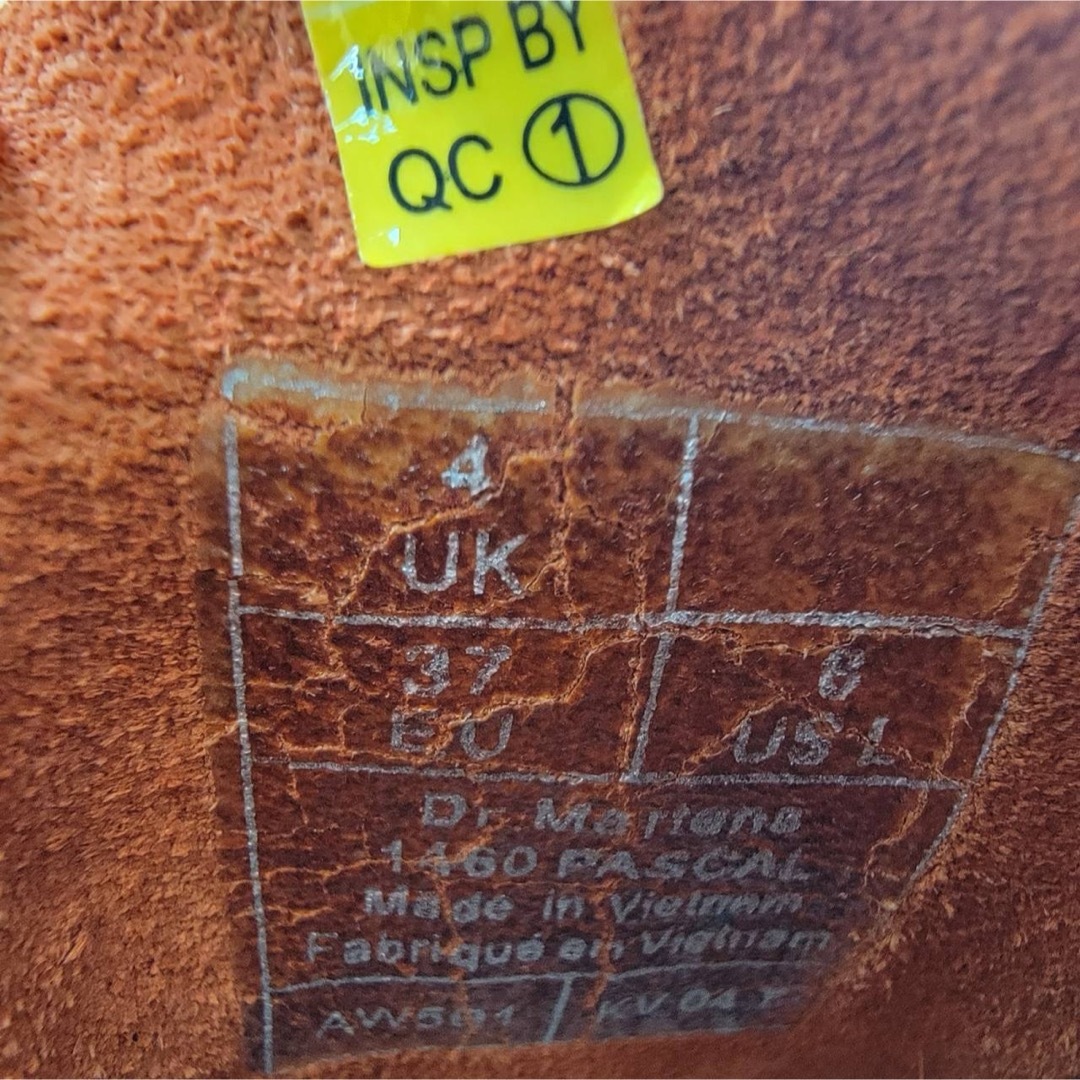 INSP BY
QC ①
4
UK
37
EU
6
US L
Dr. Martens
1460 PASCAL
Made in Vietnam
Fabriqué en Vietnam
AW501 / KV 04